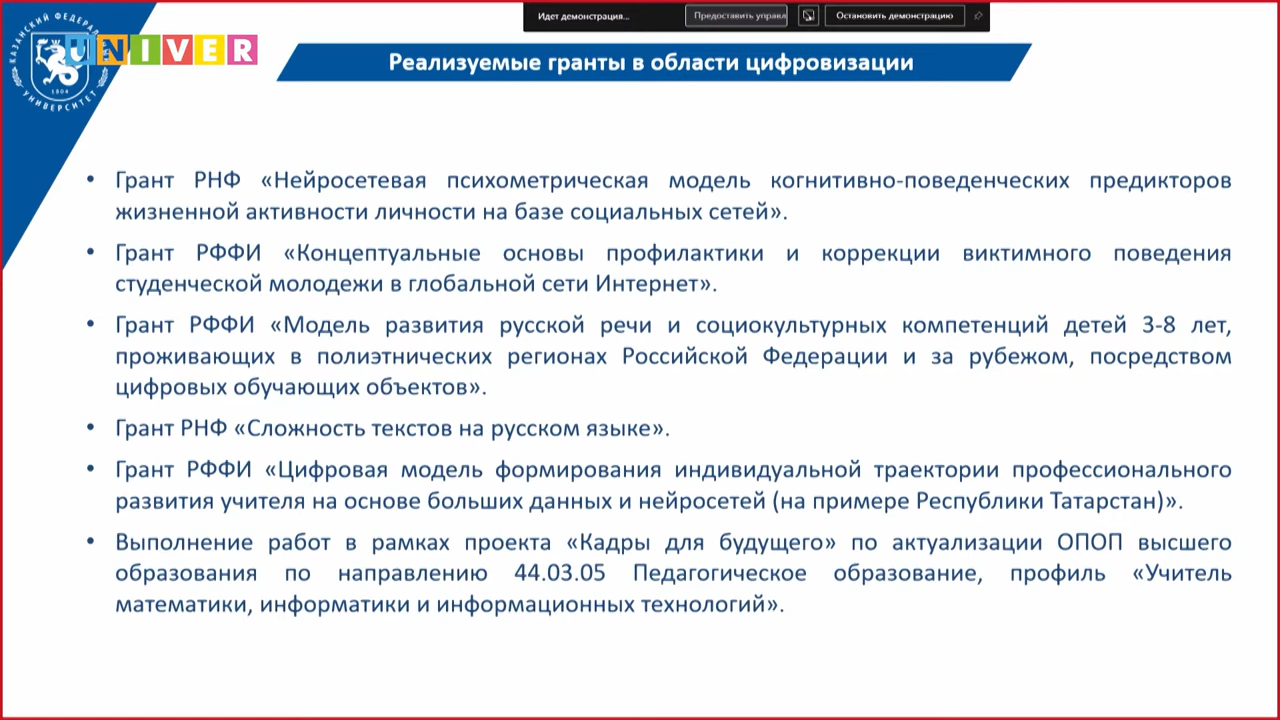 Идет демонстрация...
Остановить демонстрацию
КАЗАНСКИЙ
UNIVER
1804
УНИВЕРСИТЕТ
Реализуемые гранты в области цифровизации
• Грант РНФ «Нейросетевая психометрическая модель когнитивно-поведенческих предикторов
жизненной активности личности на базе социальных сетей».
• Грант РФФИ «Концептуальные основы профилактики и коррекции виктимного поведения
студенческой молодежи в глобальной сети Интернет».
• Грант РФФИ «Модель развития русской речи и социокультурных компетенций детей 3-8 лет,
проживающих в полиэтнических регионах Российской Федерации и за рубежом, посредством
цифровых обучающих объектов».
• Грант РНФ «Сложность текстов на русском языке».
• Грант РФФИ «Цифровая модель формирования индивидуальной траектории профессионального
развития учителя на основе больших данных и нейросетей (на примере Республики Татарстан)».
• Выполнение работ в рамках проекта «Кадры для будущего» по актуализации ОПОП высшего
образования по направлению 44.03.05 Педагогическое образование, профиль «Учитель
математики, информатики и информационных технологий».